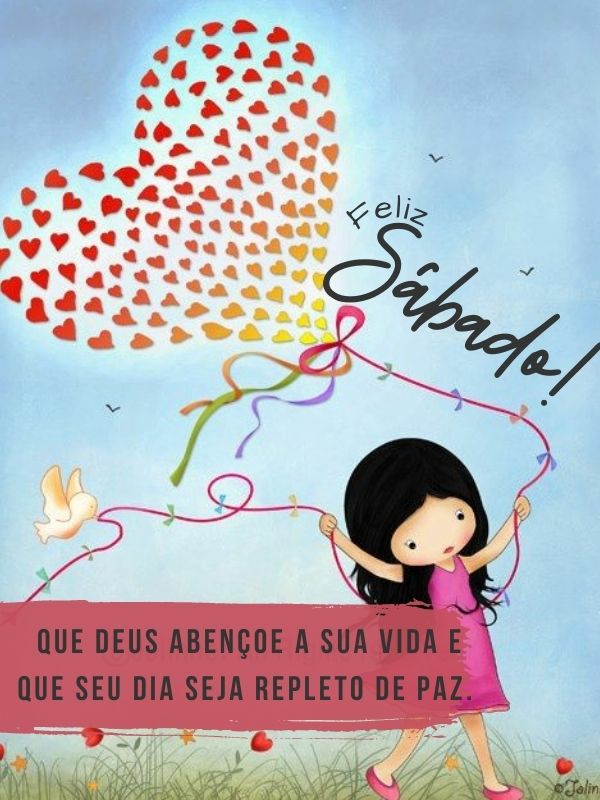 Feliz
Sábado!
QUE DEUS ABENÇOE A SUA VIDA E
QUE SEU DIA SEJA REPLETO DE PAZ.
©Jolin